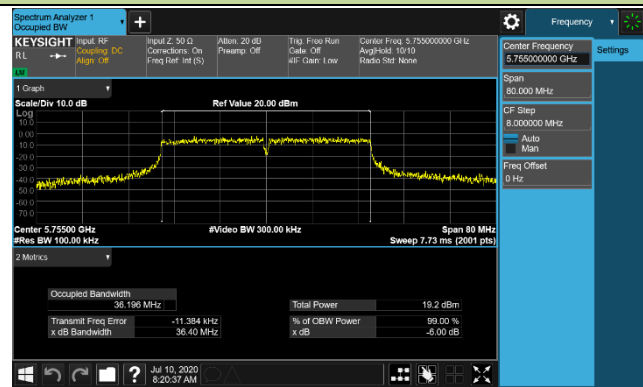 Spectrum Analyzer 1
Occupied BW
+
Frequency
KEYSIGHT
RL
Input: RF
Coupling: DC
Align: Off
Input Z: 50 Ω
Corrections: On
Freq Ref: Int (S)
Atten: 20 dB
Preamp: Off
Trig: Free Run
Gate: Off
#IF Gain: Low
Center Freq: 5.755000000 GHz
Avg|Hold: 10/10
Radio Std: None
Center Frequency
5.755000000 GHz
Settings
Span
80.000 MHz
CF Step
8.000000 MHz
Auto
Man
Freq Offset
0 Hz
1 Graph
Scale/Div 10.0 dB
Ref Value 20.00 dBm
Log
10.0
0.00
-10.0
-20.0
-30.0
-40.0
-50.0
-60.0
-70.0
Center 5.75500 GHz
#Video BW 300.00 kHz
Span 80 MHz
#Res BW 100.00 kHz
Sweep 7.73 ms (2001 pts)
2 Metrics
Occupied Bandwidth
36.196 MHz
Total Power 19.2 dBm
Transmit Freq Error -11.384 kHz
% of OBW Power 99.00 %
x dB Bandwidth 36.40 MHz
x dB -6.00 dB
?
Jul 10, 2020
8:20:37 AM